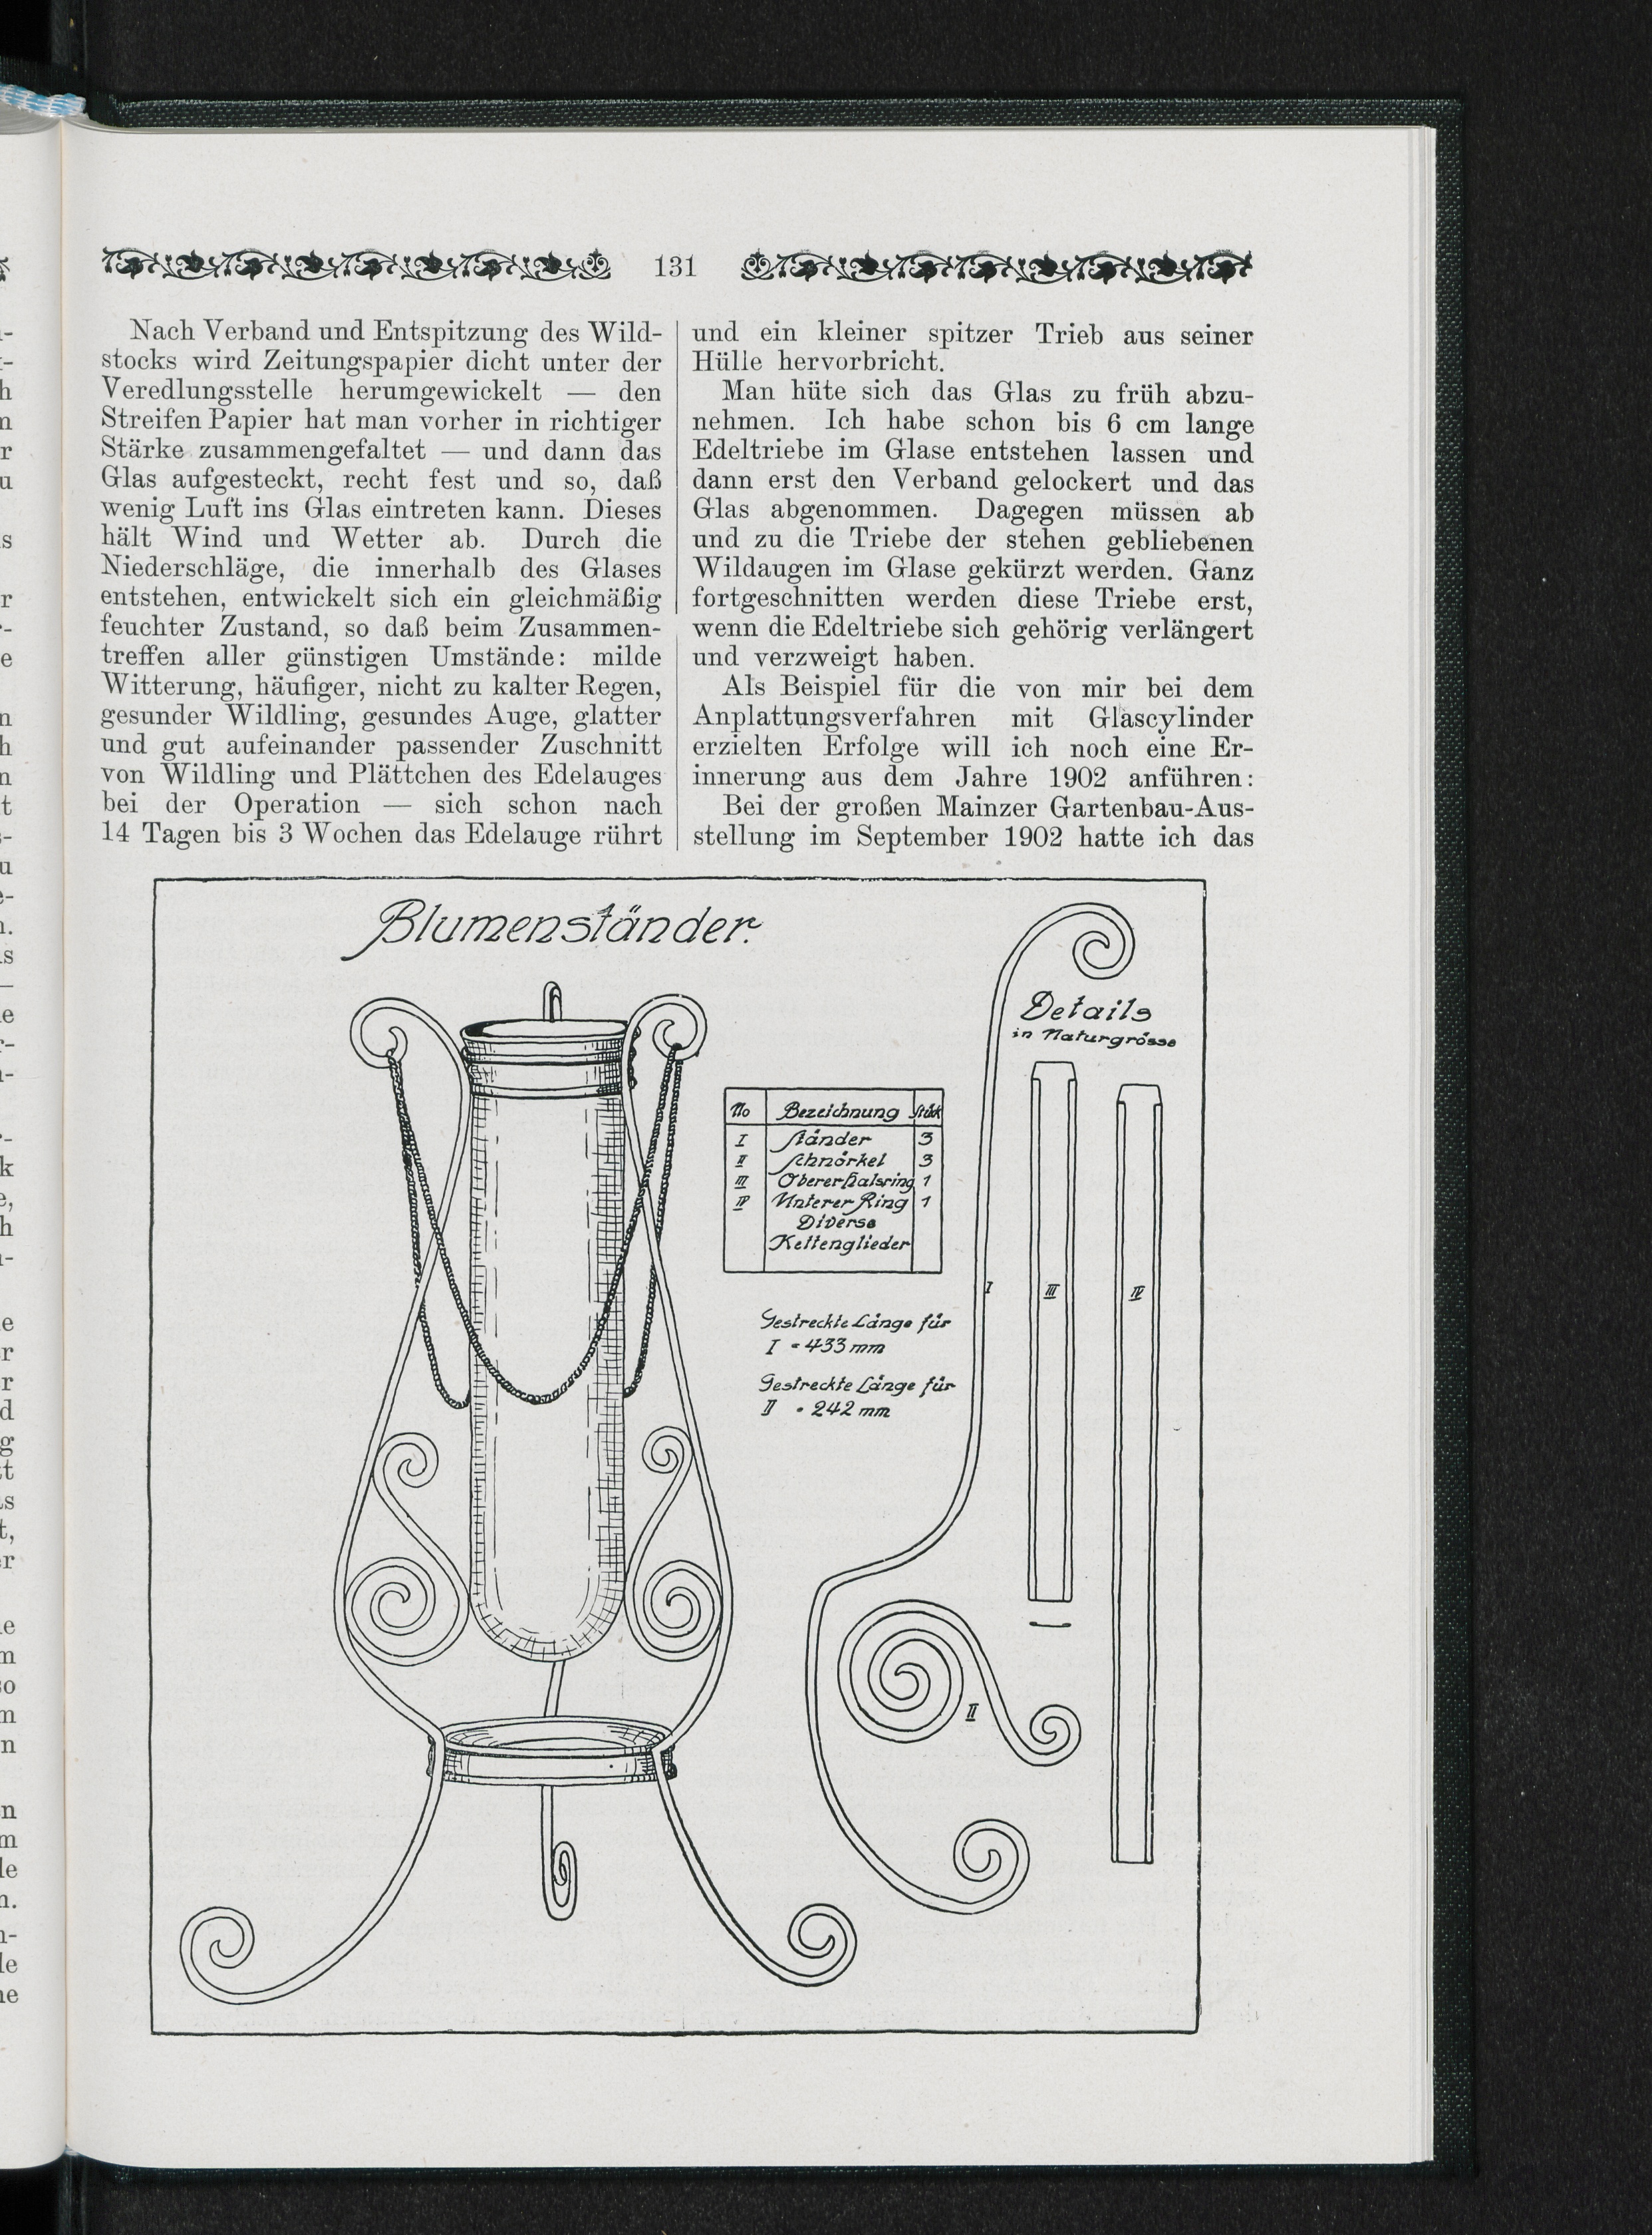 131
Nach Verband und Entspitzung des Wild-
stocks wird Zeitungspapier dicht unter der
Veredlungsstelle herumgewickelt — den
Streifen Papier hat man vorher in richtiger
Stärke zusammengefaltet — und dann das
Glas aufgesteckt, recht fest und so, daß
wenig Luft ins Glas eintreten kann. Dieses
hält Wind und Wetter ab. Durch die
Niederschläge, die innerhalb des Glases
entstehen, entwickelt sich ein gleichmäßig
feuchter Zustand, so daß beim Zusammen-
treffen aller günstigen Umstände: milde
Witterung, häufiger, nicht zu kalter Regen,
gesunder Wildling, gesundes Auge, glatter
und gut aufeinander passender Zuschnitt
von Wildling und Plättchen des Edelauges
bei der Operation — sich schon nach
14 Tagen bis 3 Wochen das Edelauge rührt
und ein kleiner spitzer Trieb aus seiner
Hülle hervorbricht.
Man hüte sich das Glas zu früh abzu-
nehmen. Ich habe schon bis 6 cm lange
Edeltriebe im Glase entstehen lassen und
dann erst den Verband gelockert und das
Glas abgenommen. Dagegen müssen ab
und zu die Triebe der stehen gebliebenen
Wildaugen im Glase gekürzt werden. Ganz
fortgeschnitten werden diese Triebe erst,
wenn die Edeltriebe sich gehörig verlängert
und verzweigt haben.
Als Beispiel für die von mir bei dem
Anplattungsverfahren mit Glascylinder
erzielten Erfolge will ich noch eine Er-
innerung aus dem Jahre 1902 anführen:
Bei der großen Mainzer Gartenbau-Aus-
stellung im September 1902 hatte ich das
Blumenständer.
Details
in Naturgrösse
No Bezeichnung Stück
I Ständer 3
II Schnörkel 3
III Oberer Halsring 1
IV Unterer Ring 1
Diverse
Kettenglieder
I
III
IV
Gestreckte Länge für
I = 433 mm
Gestreckte Länge für
II = 242 mm
II